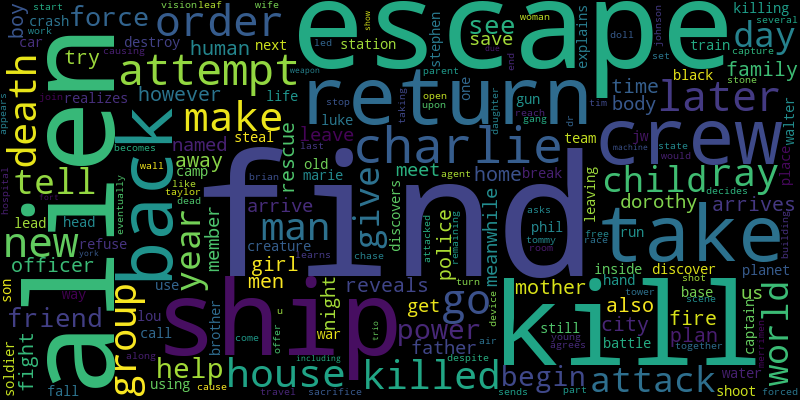 start
vision
leaf
wife
boy
crash
force
order
work
escape
show
several
killing
day
woman
see
save
explains
stephen
doll
johnson
car
destroy
human
next
led
station
try
attempt
causing
weapon
due
end
set
train
capture
family
stone
black
realizes
however
life
parent
return
one
gun
time
later
body
death
alien
appears
join
back
becomes
named
steal
make
luke
stop
taking
open
upon
reach
gang
daughter
dr
tim
crew
walter
leave
last
charlie
team
jw
state
would
machine
place
hospital
tell
wall
away
rescue
old
marie
meet
agent
home
break
child
ray
decides
camp
like
taylor
dead
brian
find
give
discovers
leaving
dorothy
arrives
new
lead
head
year
member
arrive
man
attacked
remaining
meanwhile
asks
phil
tommy
room
free
race
run
take
building
refuse
york
eventually
officer
creature
learns
chase
police
turn
device
inside
discover
planet
son
way
group
use
girl
men
reveals
go
mother
hand
shot
base
us
tower
scene
friend
lou
call
brother
ship
night
war
u
trio
get
power
air
father
despite
still
young
agrees
also
city
battle
fire
plan
together
captain
world
morrison
soldier
fight
along
come
offer
help
house
killed
begin
kill
attack
water
fall
using
cause
including
travel
sacrifice
sends
part
shoot
forced